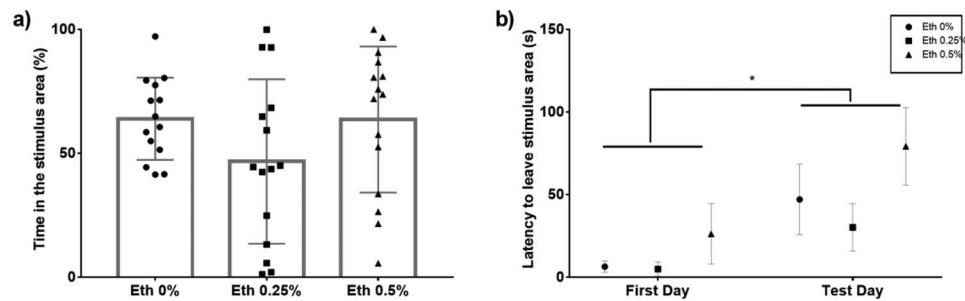 a)
Time in the stimulus area (%)
100
50
0
Eth 0%
Eth 0.25%
Eth 0.5%
b)
Latency to leave stimulus area (s)
150
100
50
0
*
First Day
Test Day
Eth 0%
Eth 0.25%
Eth 0.5%